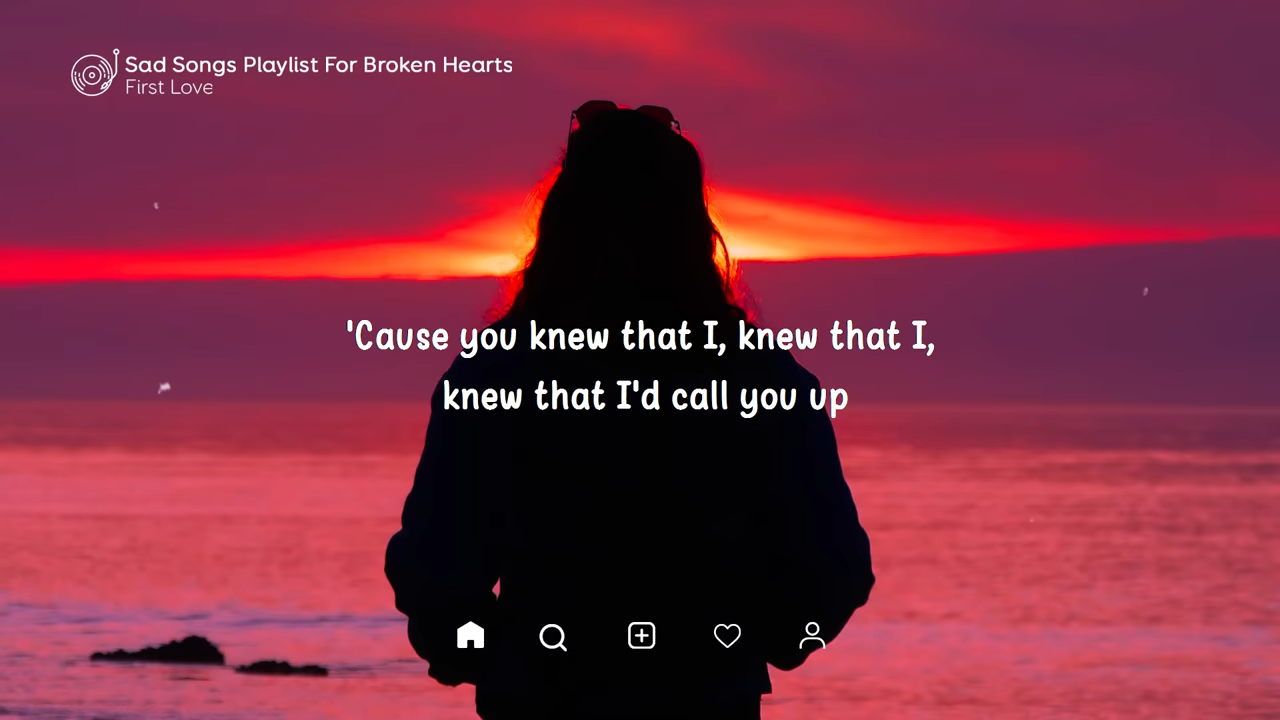 Sad Songs Playlist For Broken Hearts
First Love
'Cause you knew that I, knew that I,
knew that I'd call you up